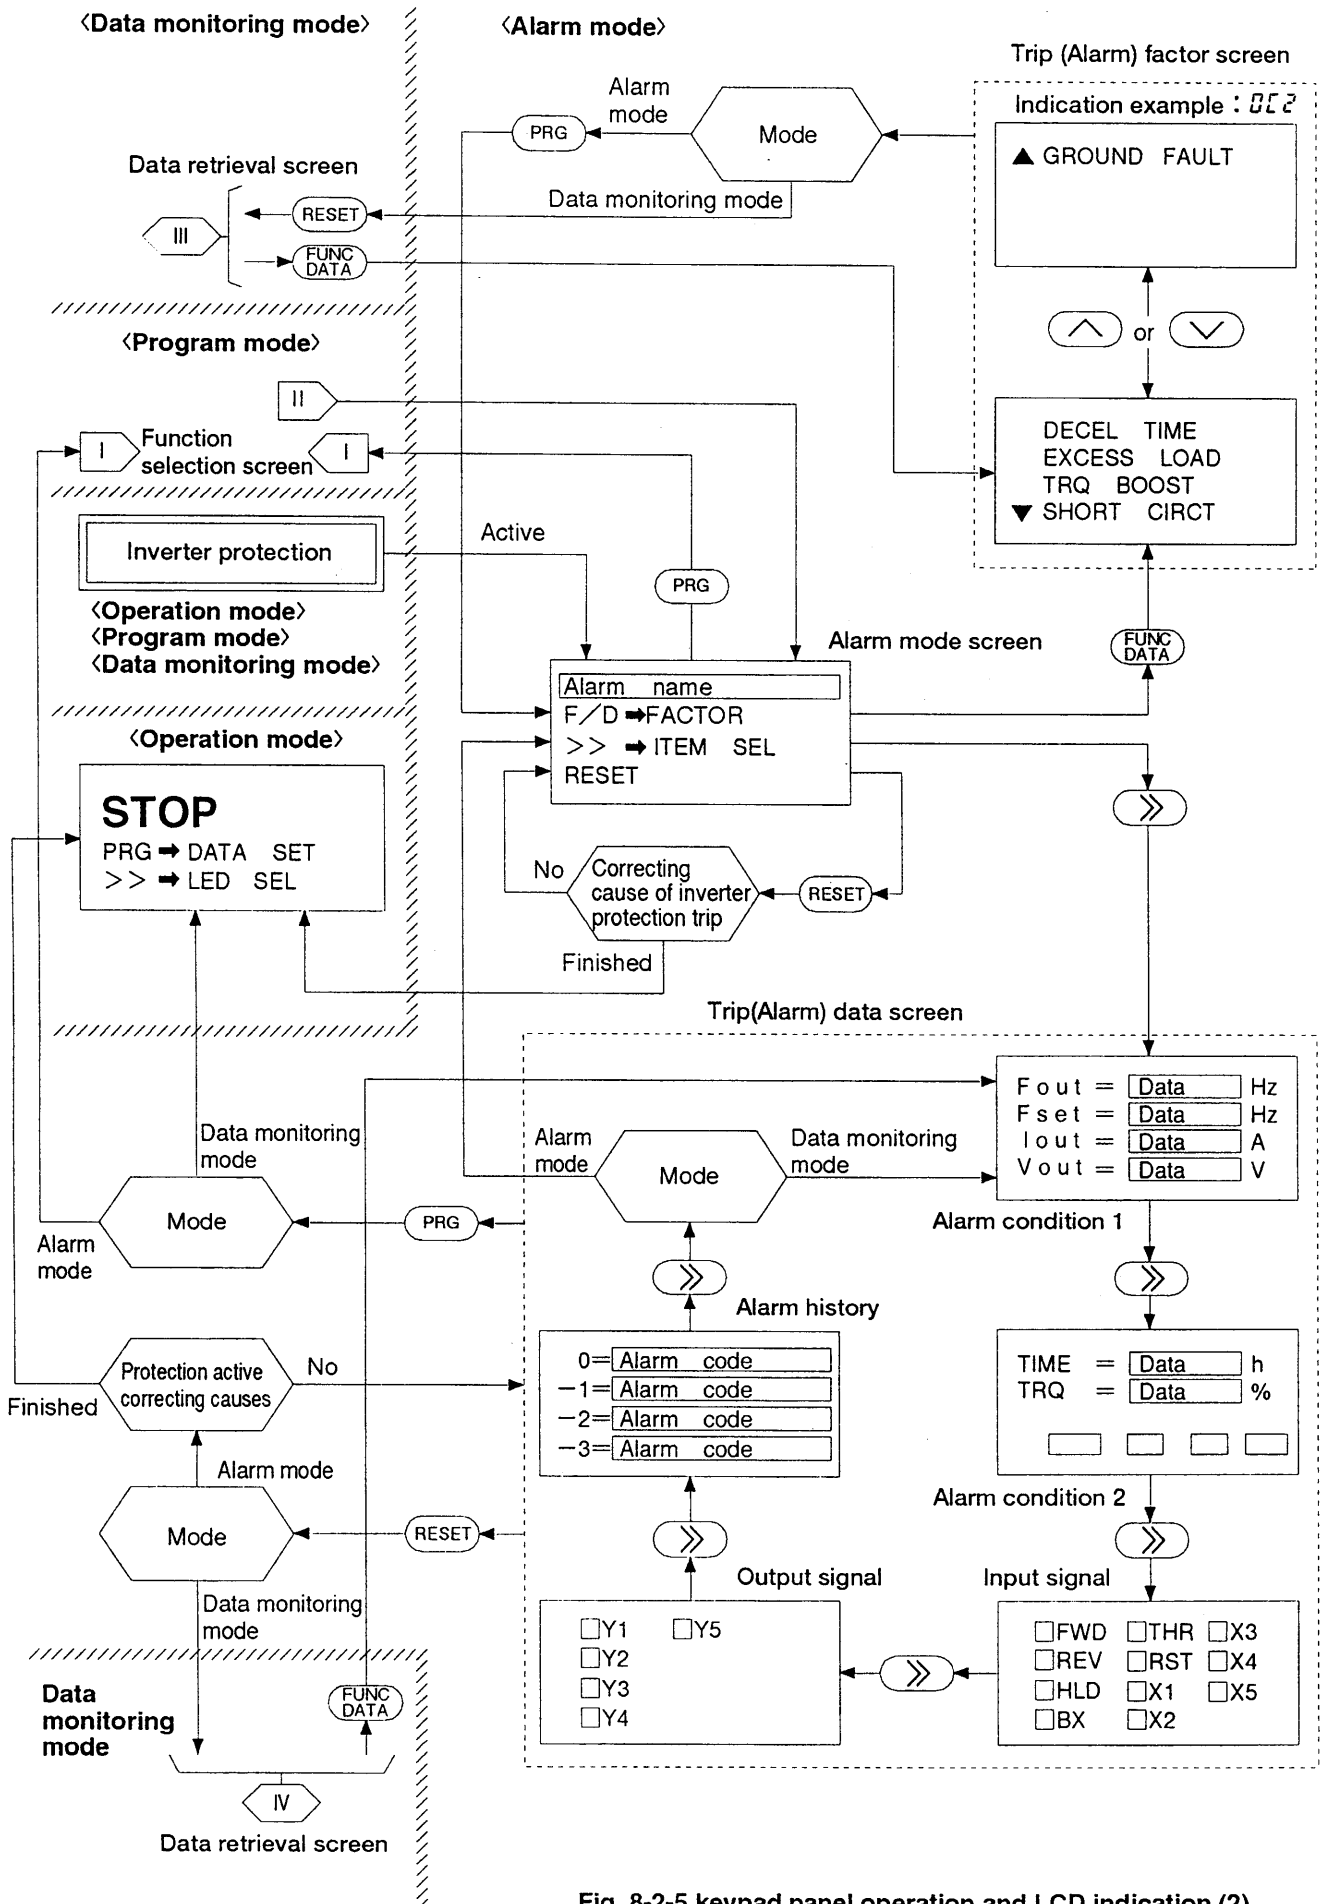 〈Data monitoring mode〉
〈Alarm mode〉
Trip (Alarm) factor screen
Indication example : OC2
▲ GROUND FAULT
Alarm
mode
PRG
Mode
Data monitoring mode
Data retrieval screen
III
RESET
FUNC
DATA
or
DECEL TIME
EXCESS LOAD
TRQ BOOST
▼ SHORT CIRCT
FUNC
DATA
〈Program mode〉
II
I
Function
selection screen
I
Inverter protection
Active
PRG
〈Operation mode〉
〈Program mode〉
〈Data monitoring mode〉
Alarm mode screen
Alarm name
F/D ➡FACTOR
>> ➡ITEM SEL
RESET
〈Operation mode〉
STOP
PRG ➡ DATA SET
>> ➡ LED SEL
No
Correcting
cause of inverter
protection trip
RESET
Finished
>>
Trip(Alarm) data screen
Fout = Data Hz
Fset = Data Hz
Iout = Data A
Vout = Data V
Alarm condition 1
>>
TIME = Data h
TRQ = Data %
Alarm condition 2
>>
Input signal
□FWD □THR □X3
□REV □RST □X4
□HLD □X1 □X5
□BX □X2
>>
Output signal
□Y1 □Y5
□Y2
□Y3
□Y4
>>
Alarm history
0= Alarm code
−1= Alarm code
−2= Alarm code
−3= Alarm code
>>
Mode
Alarm
mode
Data monitoring
mode
Data monitoring
mode
Mode
PRG
Alarm
mode
Protection active
correcting causes
No
Finished
Alarm mode
Mode
RESET
Data monitoring
mode
Data
monitoring
mode
FUNC
DATA
IV
Data retrieval screen
Fig. 8-2-5 keypad panel operation and LCD indication (2)